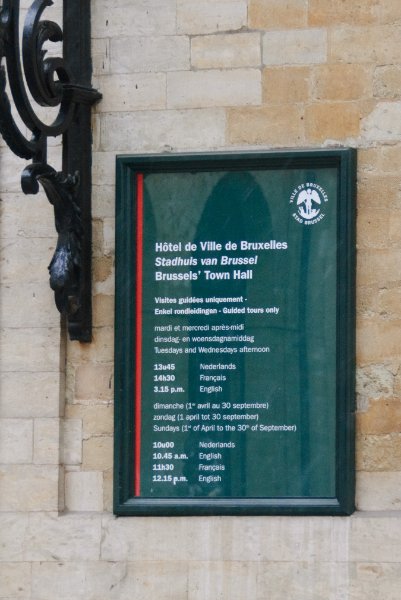 VILLE DE BRUXELLES
STAD BRUSSEL
Hôtel de Ville de Bruxelles
Stadhuis van Brussel
Brussels' Town Hall
Visites guidées uniquement -
Enkel rondleidingen - Guided tours only
mardi et mercredi après-midi
dinsdag- en woensdagnamiddag
Tuesdays and Wednesdays afternoon
13u45 Nederlands
14h30 Français
3.15 p.m. English
dimanche (1er avril au 30 septembre)
zondag (1 april tot 30 september)
Sundays (1st of April to the 30th of September)
10u00 Nederlands
10.45 a.m. English
11h30 Français
12.15 p.m. English